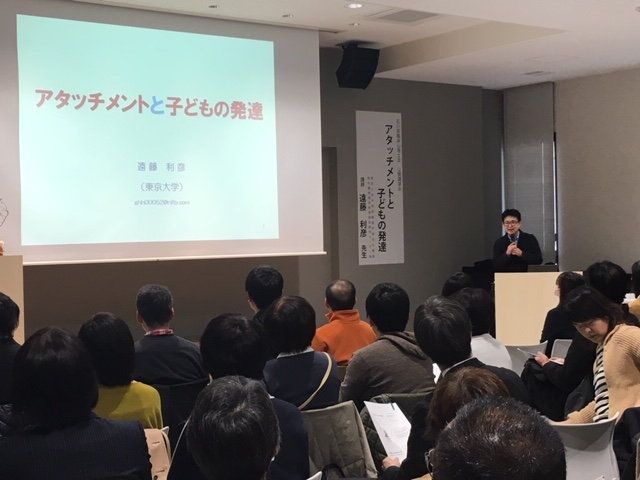 アタッチメントと子どもの発達
遠藤 利彦
（東京大学）
アタッチメントと
子どもの発達
講師 遠藤 利彦 先生